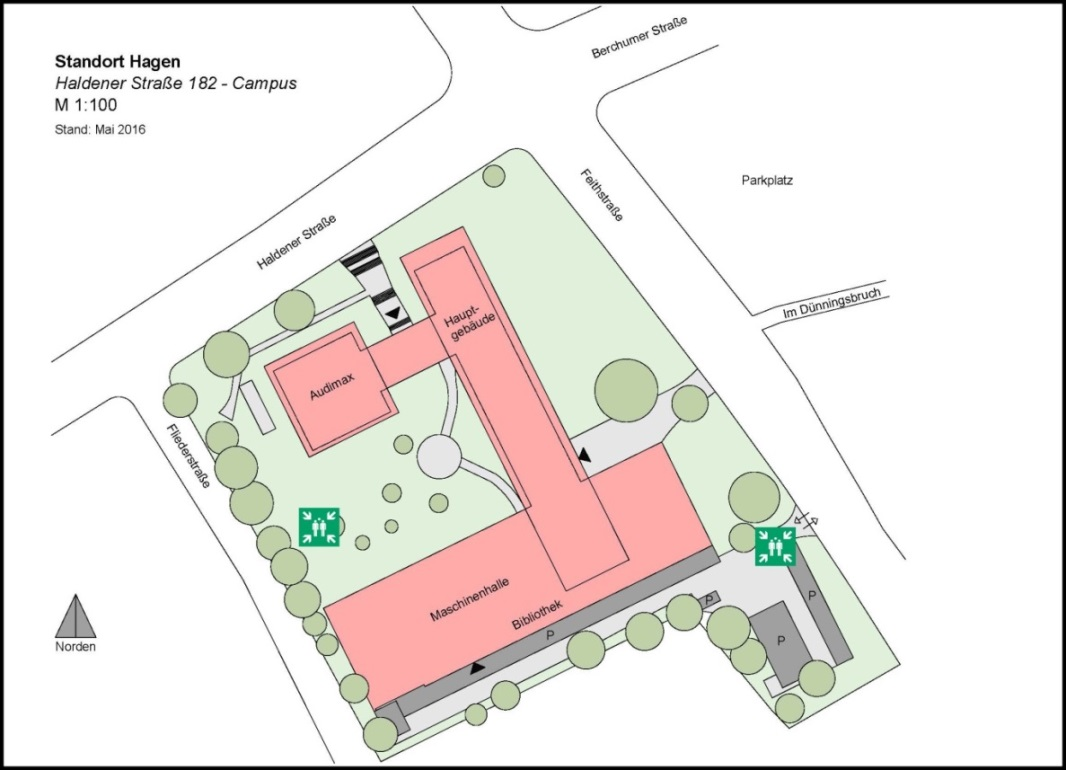 Standort Hagen
Haldener Straße 182 - Campus
M 1:100
Stand: Mai 2016
Berchumer Straße
Parkplatz
Feithstraße
Haldener Straße
Im Dünningsbruch
Haupt-
gebäude
Audimax
Fliederstraße
Maschinenhalle
Bibliothek
P
P
P
P
Norden